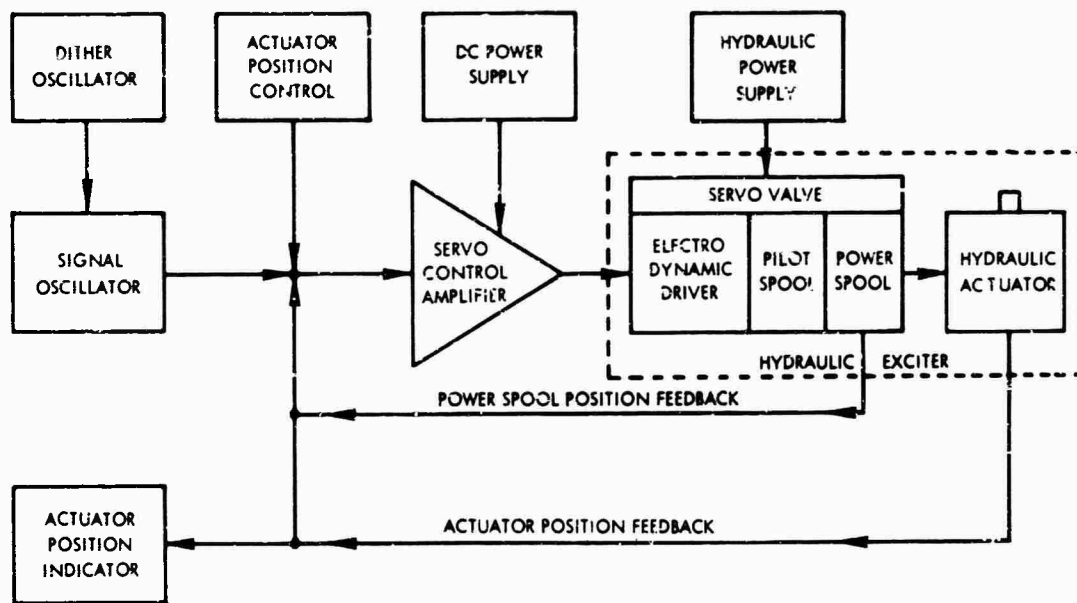 DITHER
OSCILLATOR
ACTUATOR
POSITION
CONTROL
DC POWER
SUPPLY
HYDRAULIC
POWER
SUPPLY
SIGNAL
OSCILLATOR
SERVO
CONTROL
AMPLIFIER
SERVO VALVE
ELECTRO
DYNAMIC
DRIVER
PILOT
SPOOL
POWER
SPOOL
HYDRAULIC
ACTUATOR
HYDRAULIC EXCITER
POWER SPOOL POSITION FEEDBACK
ACTUATOR POSITION FEEDBACK
ACTUATOR
POSITION
INDICATOR